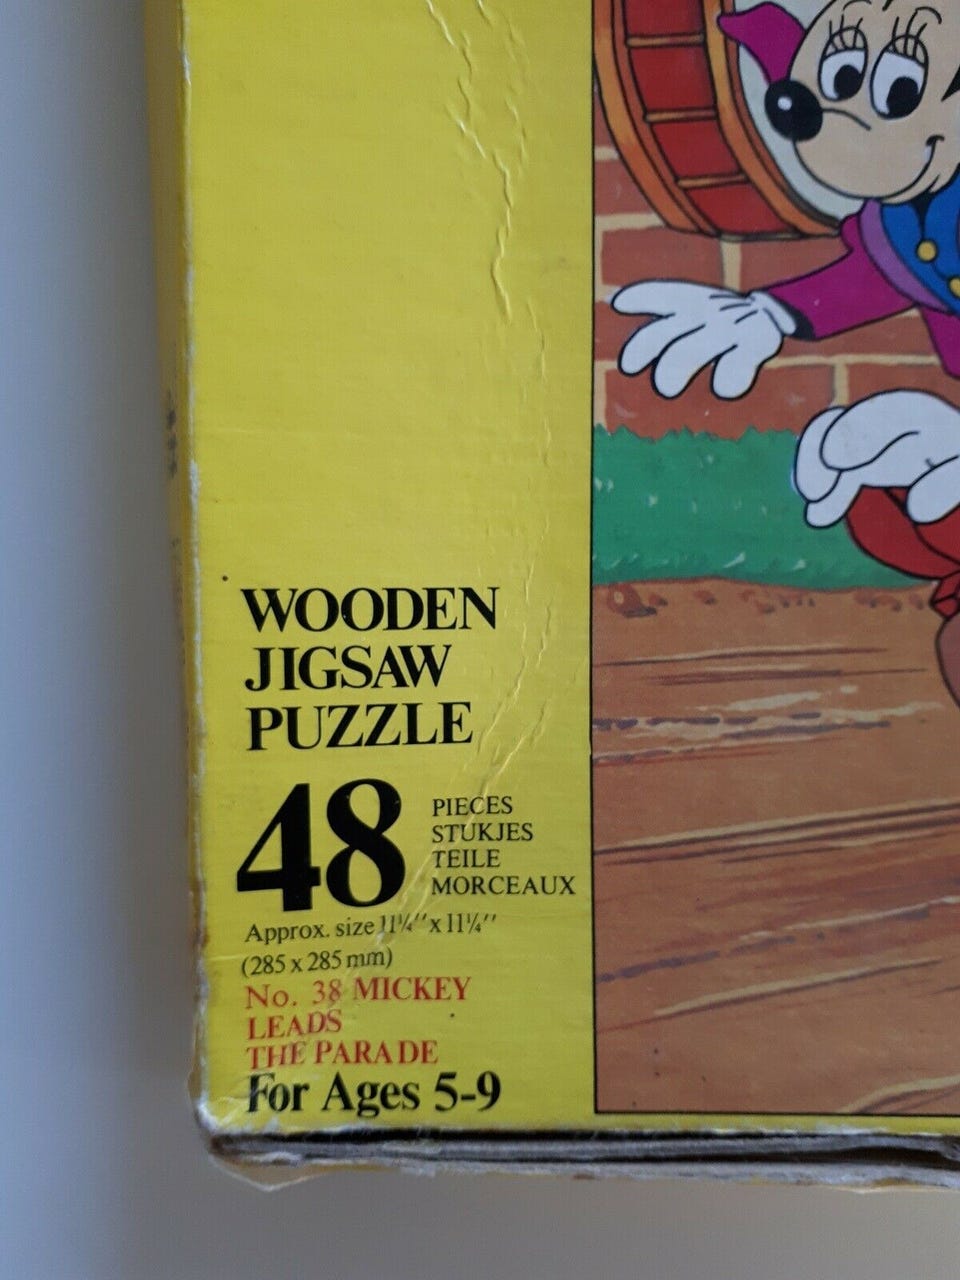 WOODEN
JIGSAW
PUZZLE
48
PIECES
STUKJES
TEILE
MORCEAUX
Approx. size 11¼″ x 11¼″
(285 x 285 mm)
No. 38 MICKEY
LEADS
THE PARADE
For Ages 5-9